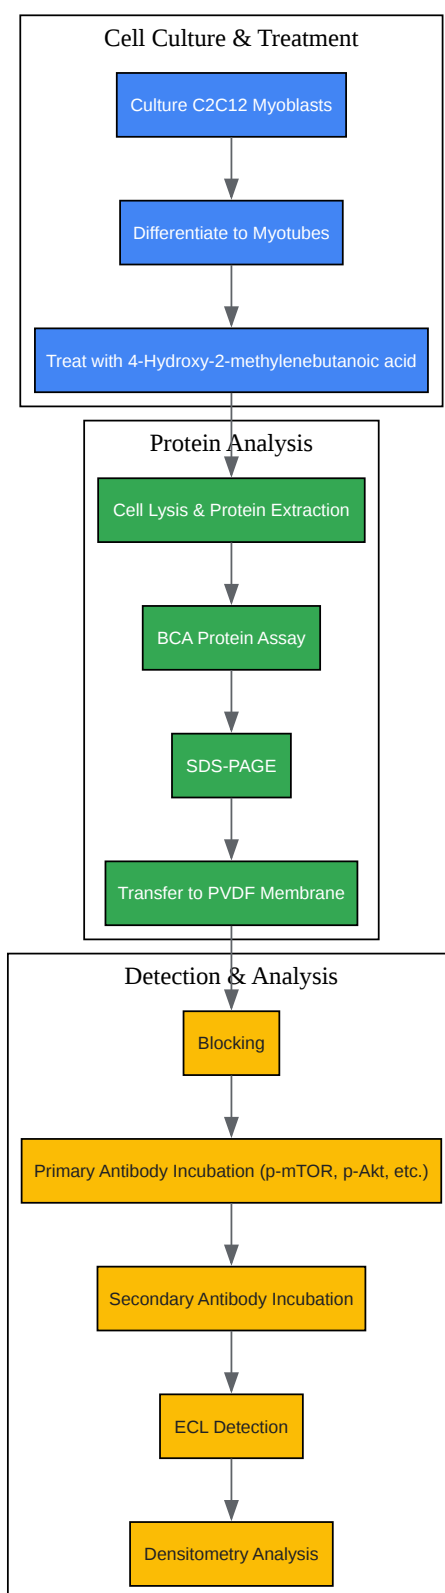 Cell Culture & Treatment
Culture C2C12 Myoblasts
Differentiate to Myotubes
Treat with 4-Hydroxy-2-methylenebutanoic acid
Protein Analysis
Cell Lysis & Protein Extraction
BCA Protein Assay
SDS-PAGE
Transfer to PVDF Membrane
Detection & Analysis
Blocking
Primary Antibody Incubation (p-mTOR, p-Akt, etc.)
Secondary Antibody Incubation
ECL Detection
Densitometry Analysis